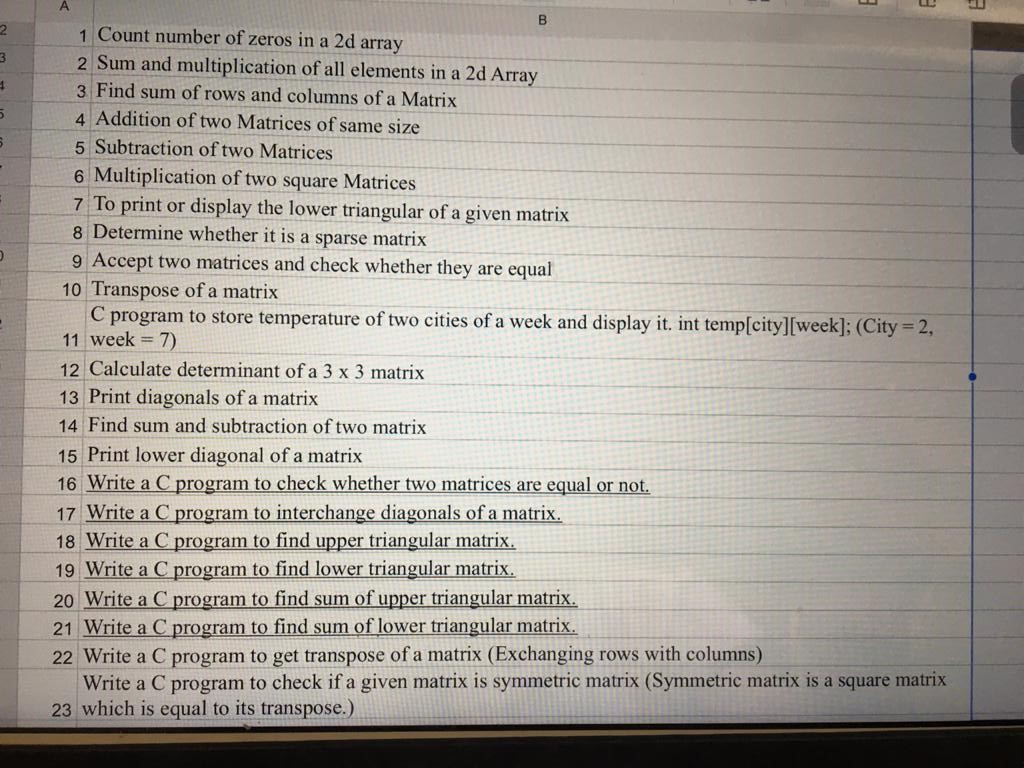 A
B
1 Count number of zeros in a 2d array
2 Sum and multiplication of all elements in a 2d Array
3 Find sum of rows and columns of a Matrix
4 Addition of two Matrices of same size
5 Subtraction of two Matrices
6 Multiplication of two square Matrices
7 To print or display the lower triangular of a given matrix
8 Determine whether it is a sparse matrix
9 Accept two matrices and check whether they are equal
10 Transpose of a matrix
C program to store temperature of two cities of a week and display it. int temp[city][week]; (City = 2,
11 week = 7)
12 Calculate determinant of a 3 x 3 matrix
13 Print diagonals of a matrix
14 Find sum and subtraction of two matrix
15 Print lower diagonal of a matrix
16 Write a C program to check whether two matrices are equal or not.
17 Write a C program to interchange diagonals of a matrix.
18 Write a C program to find upper triangular matrix.
19 Write a C program to find lower triangular matrix.
20 Write a C program to find sum of upper triangular matrix.
21 Write a C program to find sum of lower triangular matrix.
22 Write a C program to get transpose of a matrix (Exchanging rows with columns)
Write a C program to check if a given matrix is symmetric matrix (Symmetric matrix is a square matrix
23 which is equal to its transpose.)